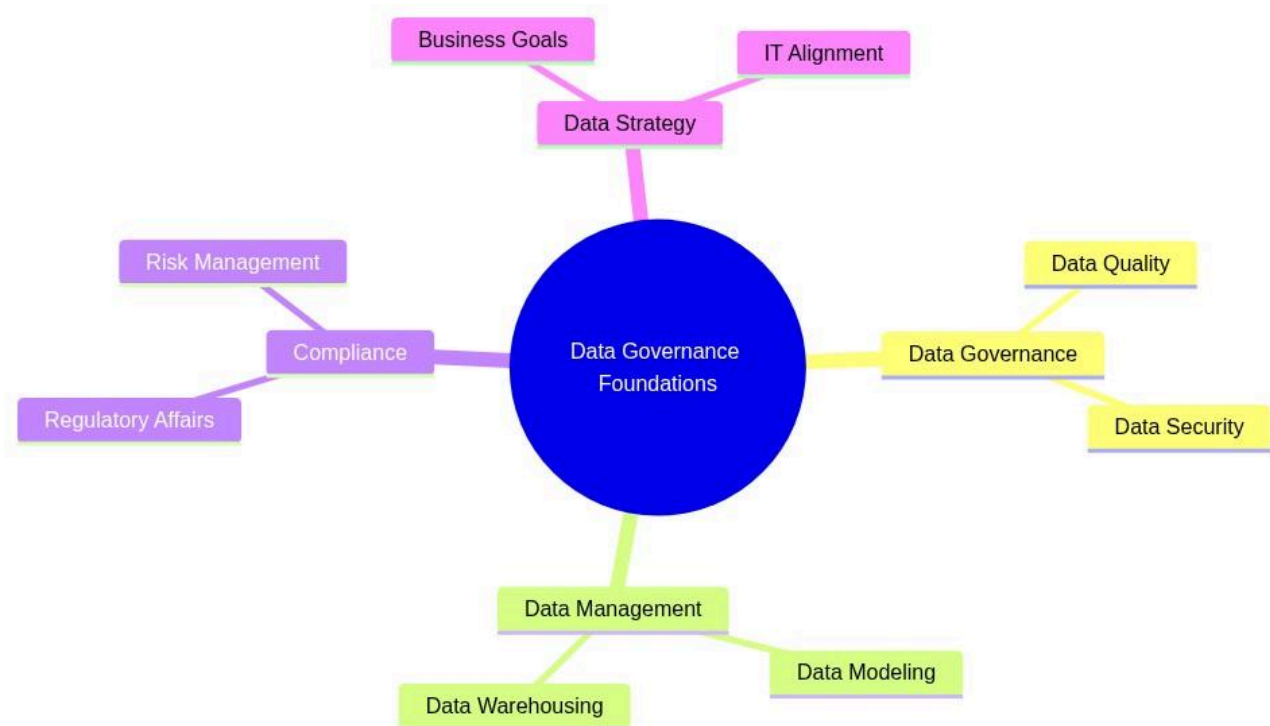 Business Goals
IT Alignment
Data Strategy
Risk Management
Data Quality
Compliance
Data Governance
Foundations
Data Governance
Regulatory Affairs
Data Security
Data Management
Data Modeling
Data Warehousing